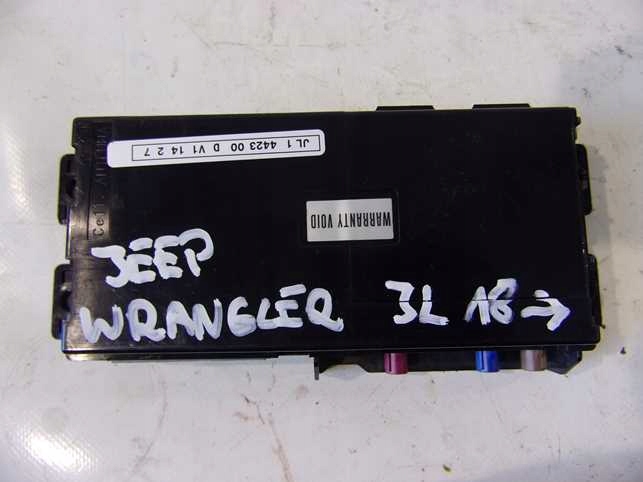 JL 1 4423 00 D V1 14 2 7
WARRANTY VOID
JEEP
WRANGLER JL 18 →